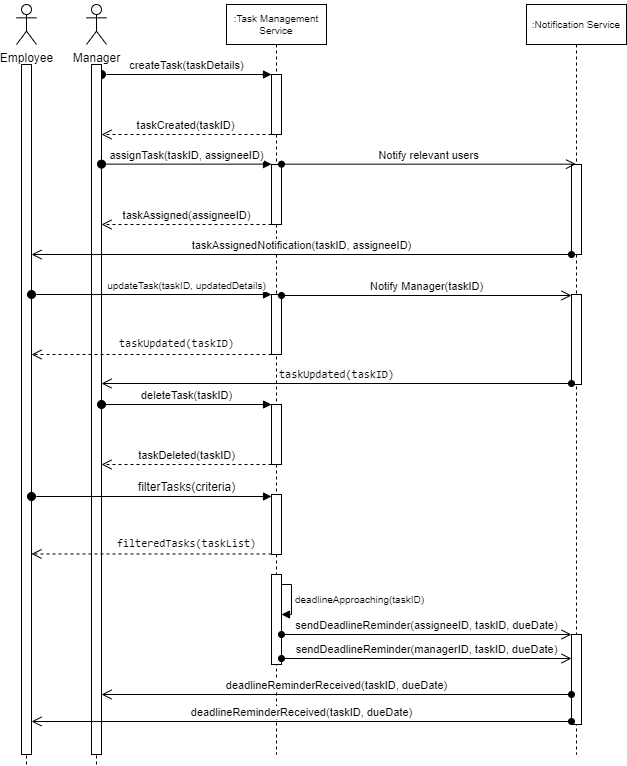 :Task Management
Service
:Notification Service
Employee
Manager
createTask(taskDetails)
taskCreated(taskID)
assignTask(taskID, assigneeID)
Notify relevant users
taskAssigned(assigneeID)
taskAssignedNotification(taskID, assigneeID)
updateTask(taskID, updatedDetails)
Notify Manager(taskID)
taskUpdated(taskID)
taskUpdated(taskID)
deleteTask(taskID)
taskDeleted(taskID)
filterTasks(criteria)
filteredTasks(taskList)
deadlineApproaching(taskID)
sendDeadlineReminder(assigneeID, taskID, dueDate)
sendDeadlineReminder(managerID, taskID, dueDate)
deadlineReminderReceived(taskID, dueDate)
deadlineReminderReceived(taskID, dueDate)